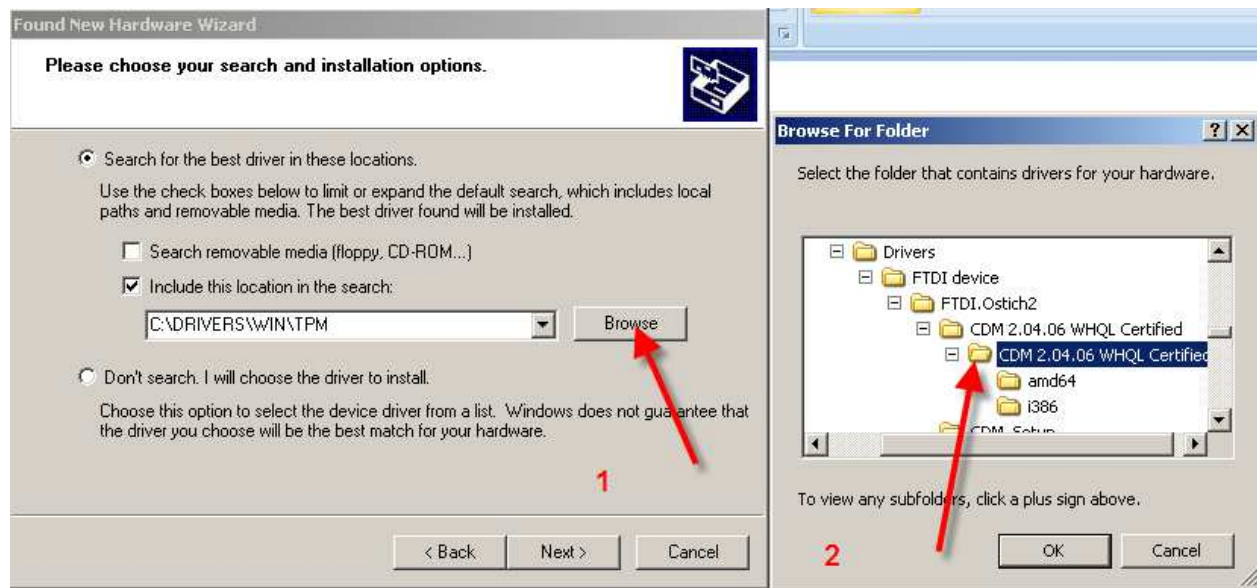 Found New Hardware Wizard
Please choose your search and installation options.
Search for the best driver in these locations.
Use the check boxes below to limit or expand the default search, which includes local
paths and removable media. The best driver found will be installed.
Search removable media (floppy, CD-ROM...)
Include this location in the search:
C:\DRIVERS\WIN\TPM
Browse
Don't search. I will choose the driver to install.
Choose this option to select the device driver from a list. Windows does not guarantee that
the driver you choose will be the best match for your hardware.
1
< Back
Next >
Cancel
Browse For Folder
Select the folder that contains drivers for your hardware.
Drivers
FTDI device
FTDI.Ostich2
CDM 2.04.06 WHQL Certified
CDM 2.04.06 WHQL Certified
amd64
i386
CDM_Setup
To view any subfolders, click a plus sign above.
2
OK
Cancel